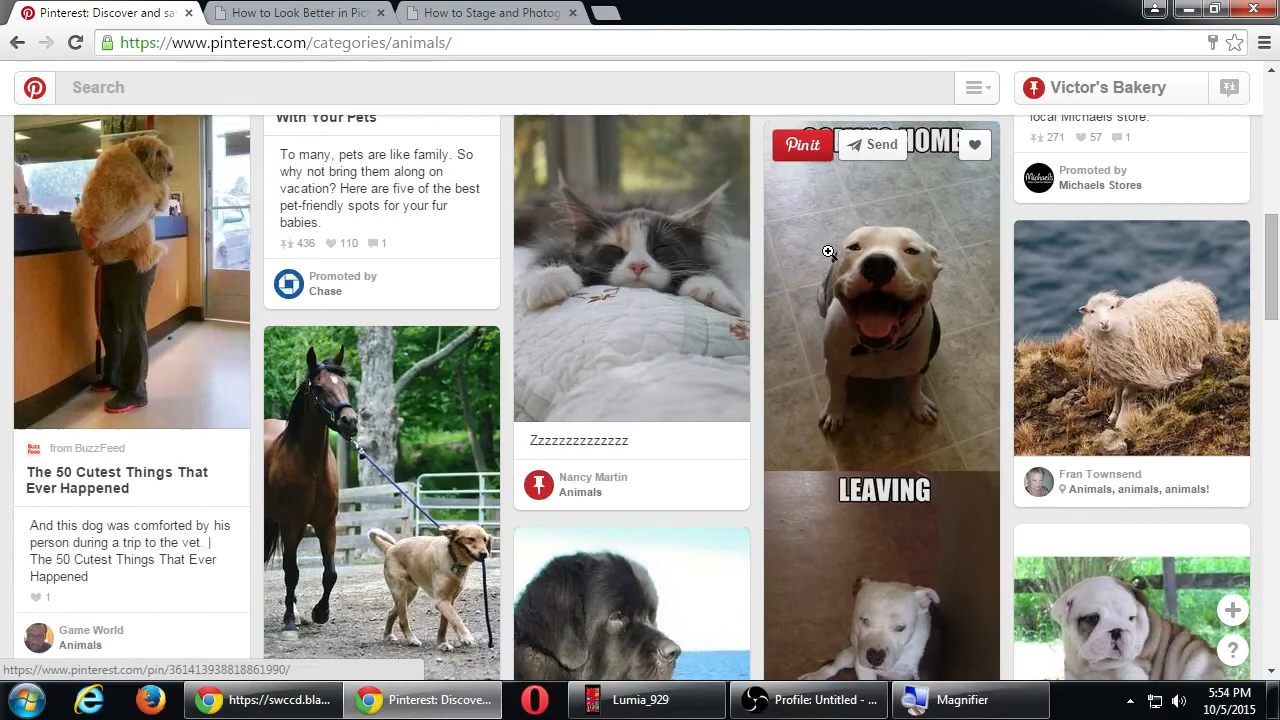 Pinterest: Discover and sa
How to Look Better in Pict
How to Stage and Photog
https://www.pinterest.com/categories/animals/
Search
Victor's Bakery
With Your Pets
To many, pets are like family. So
why not bring them along on
vacation? Here are five of the best
pet-friendly spots for your fur
babies.
436 110 1
Promoted by
Chase
from BuzzFeed
The 50 Cutest Things That
Ever Happened
And this dog was comforted by his
person during a trip to the vet. |
The 50 Cutest Things That Ever
Happened
1
Game World
Animals
Zzzzzzzzzzzzzz
Nancy Martin
Animals
Pin it
Send
HOME
LEAVING
local Michaels store.
271 57 1
Michaels
Promoted by
Michaels Stores
Fran Townsend
Animals, animals, animals!
+
?
https://www.pinterest.com/pin/361413938818861990/
https://awccd.bla...
Pinterest: Discove...
Lumia_929
Profile: Untitled - ...
Magnifier
5:54 PM
10/5/2015